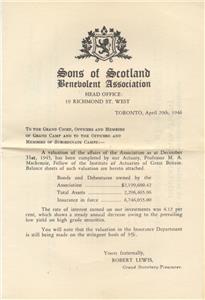 Sons of Scotland
Benevolent Association
HEAD OFFICE:
19 RICHMOND ST. WEST
TORONTO, April 20th, 1946
TO THE GRAND CHIEF, OFFICERS AND MEMBERS
OF GRAND CAMP AND TO THE OFFICERS AND
MEMBERS OF SUBORDINATE CAMPS:—
A valuation of the affairs of the Association as at December
31st, 1945, has been completed by our Actuary, Professor M. A.
Mackenzie, Fellow of the Institute of Actuaries of Great Britain.
Balance sheets of such valuation are hereto attached.
Bonds and Debentures owned by the
Association
Total Assets
Insurance in force
The rate of interest earned on our investments was 4.12 per
cent, which shows a steady annual decrease owing to the prevailing
low yield on high grade securities.
You will note that the valuation in the Insurance Department
is still being made on the stringent basis of
Yours fraternally,
ROBERT LEWIS,
Grand Secretary-Treasurer.